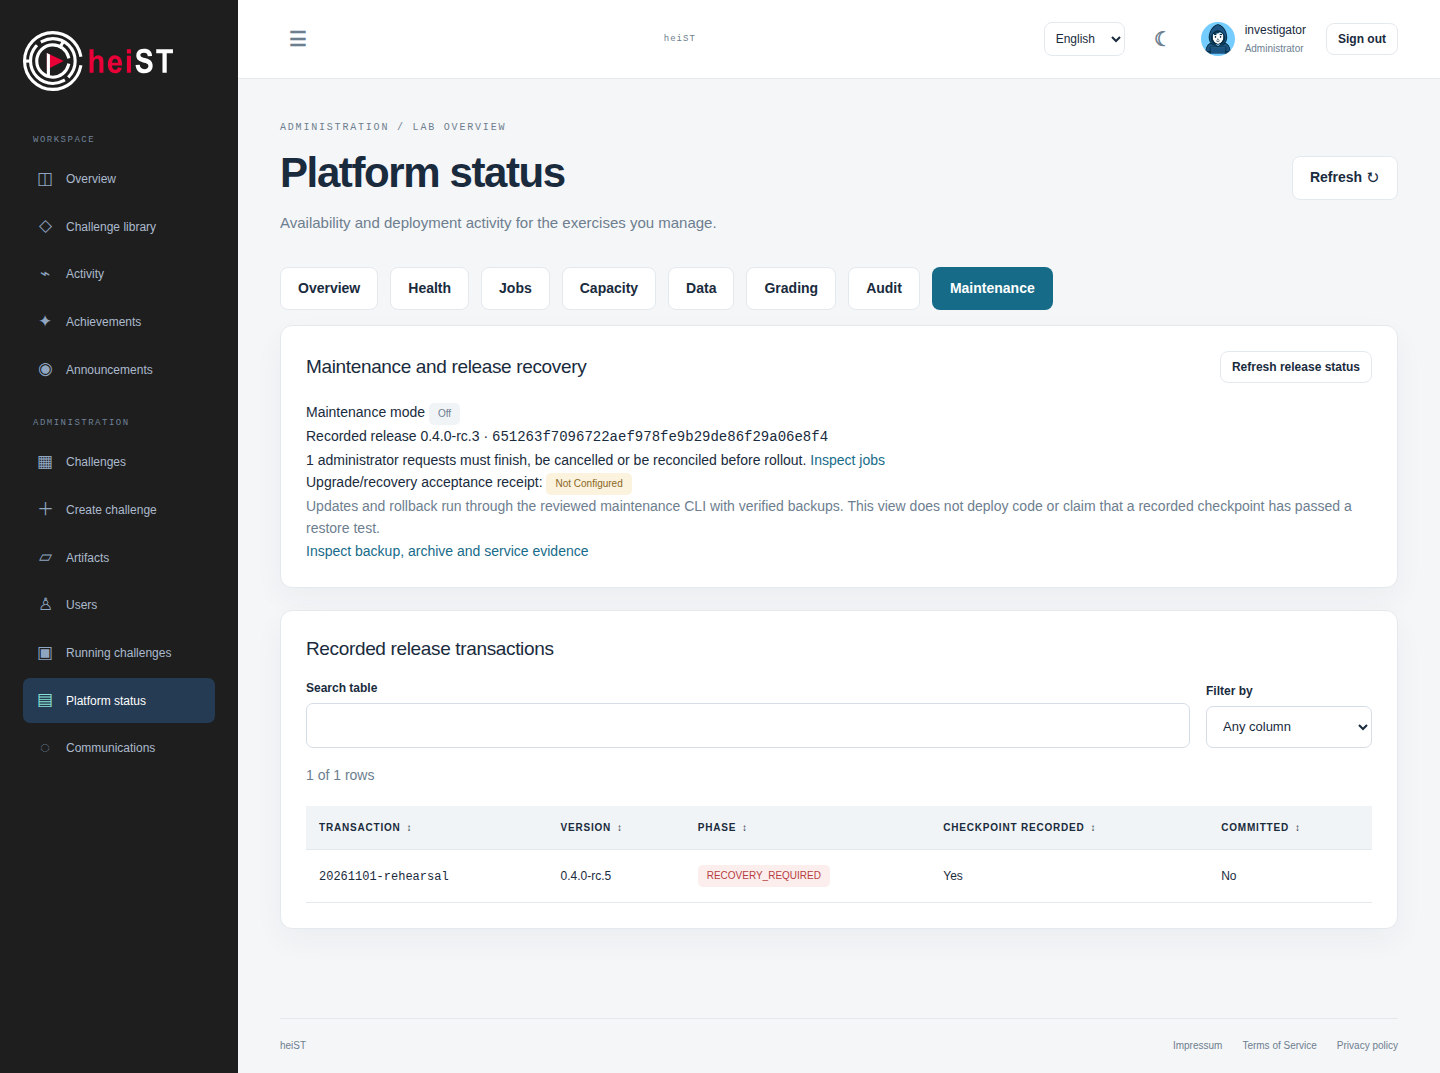 heiST
WORKSPACE
Overview
Challenge library
Activity
Achievements
Announcements
ADMINISTRATION
Challenges
Create challenge
Artifacts
Users
Running challenges
Platform status
Communications
heiST
English
investigator
Administrator
Sign out
ADMINISTRATION / LAB OVERVIEW
Platform status
Refresh ↻
Availability and deployment activity for the exercises you manage.
Overview
Health
Jobs
Capacity
Data
Grading
Audit
Maintenance
Maintenance and release recovery
Refresh release status
Maintenance mode Off
Recorded release 0.4.0-rc.3 · 651263f7096722aef978fe9b29de86f29a06e8f4
1 administrator requests must finish, be cancelled or be reconciled before rollout. Inspect jobs
Upgrade/recovery acceptance receipt: Not Configured
Updates and rollback run through the reviewed maintenance CLI with verified backups. This view does not deploy code or claim that a recorded checkpoint has passed a
restore test.
Inspect backup, archive and service evidence
Recorded release transactions
Search table
Filter by
Any column
1 of 1 rows
TRANSACTION ↕ VERSION ↕ PHASE ↕ CHECKPOINT RECORDED ↕ COMMITTED ↕
20261101-rehearsal 0.4.0-rc.5 RECOVERY_REQUIRED Yes No
heiST
Impressum Terms of Service Privacy policy